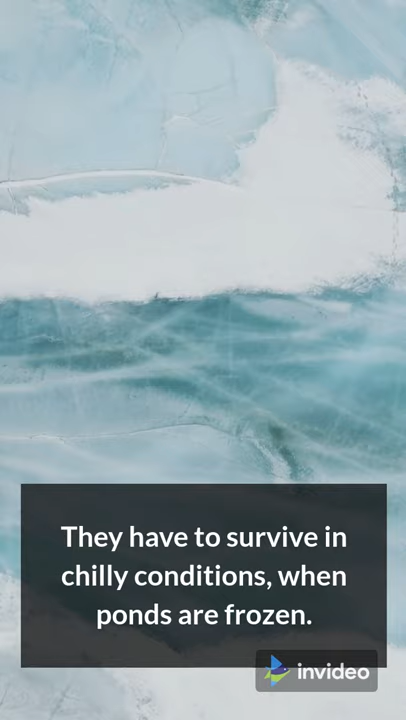 They have to survive in
chilly conditions, when
ponds are frozen.
invideo